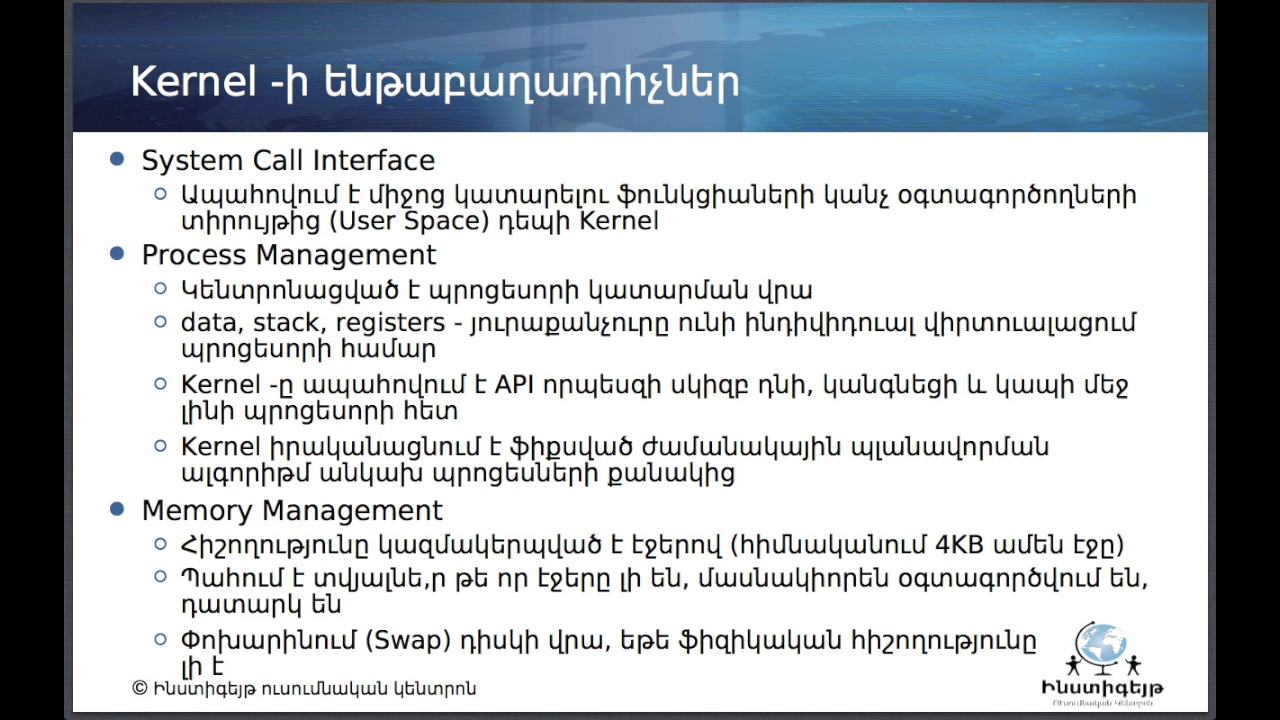 Kernel -ի ենթաբաղադրիչներ
System Call Interface
Ապահովում է միջոց կատարելու ֆունկցիաների կանչ օգտագործողների
տիրույթից (User Space) դեպի Kernel
Process Management
Կենտրոնացված է պրոցեսորի կատարման վրա
data, stack, registers - յուրաքանչուրը ունի ինդիվիդուալ վիրտուալացում
պրոցեսորի համար
Kernel -ը ապահովում է API որպեսզի սկիզբ դնի, կանգնեցի և կապի մեջ
լինի պրոցեսորի հետ
Kernel իրականացնում է ֆիքսված ժամանակային պլանավորման
ալգորիթմ անկախ պրոցեսների քանակից
Memory Management
Հիշողությունը կազմակերպված է էջերով (հիմնականում 4KB ամեն էջը)
Պահում է տվյալնե,ր թե որ էջերը լի են, մասնակիորեն օգտագործվում են,
դատարկ են
Փոխարինում (Swap) դիսկի վրա, եթե ֆիզիկական հիշողությունը
լի է
© Ինստիգեյթ ուսումնական կենտրոն
Ինստիգեյթ
Ուսումնական Կենտրոն